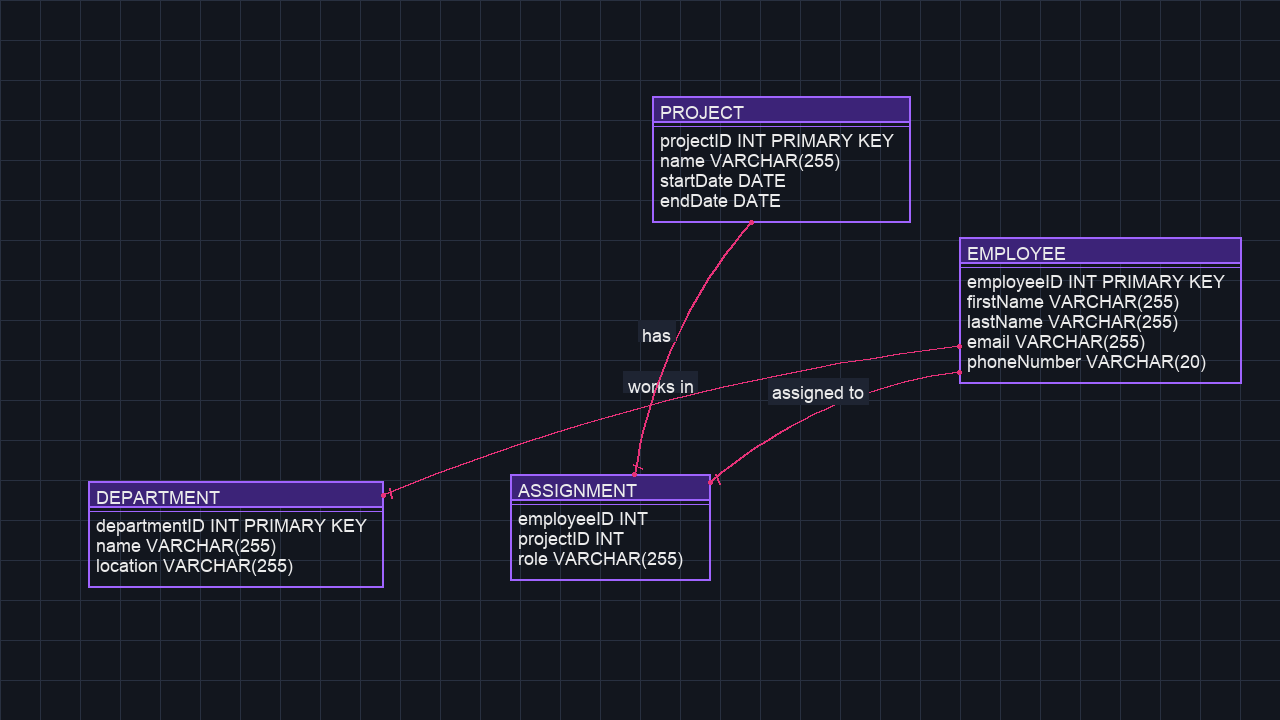 PROJECT
projectID INT PRIMARY KEY
name VARCHAR(255)
startDate DATE
endDate DATE
EMPLOYEE
employeeID INT PRIMARY KEY
firstName VARCHAR(255)
lastName VARCHAR(255)
email VARCHAR(255)
phoneNumber VARCHAR(20)
has
works in
assigned to
DEPARTMENT
departmentID INT PRIMARY KEY
name VARCHAR(255)
location VARCHAR(255)
ASSIGNMENT
employeeID INT
projectID INT
role VARCHAR(255)